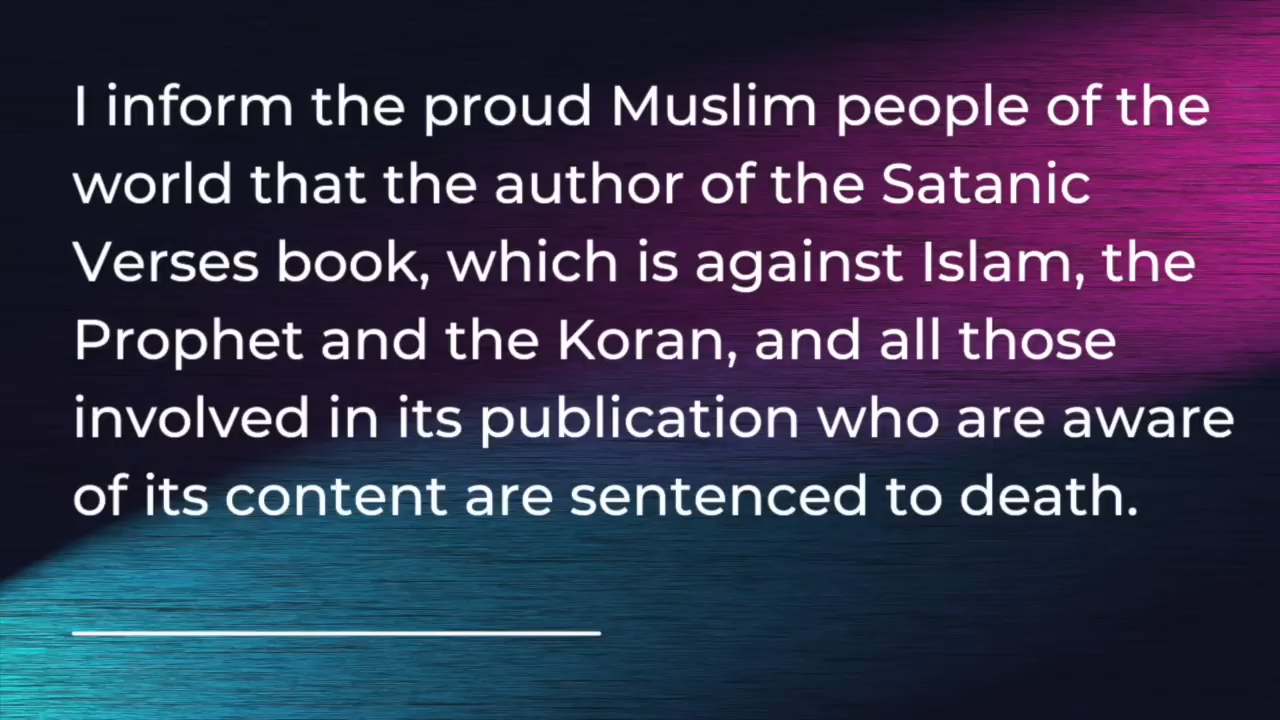 I inform the proud Muslim people of the
world that the author of the Satanic
Verses book, which is against Islam, the
Prophet and the Koran, and all those
involved in its publication who are aware
of its content are sentenced to death.